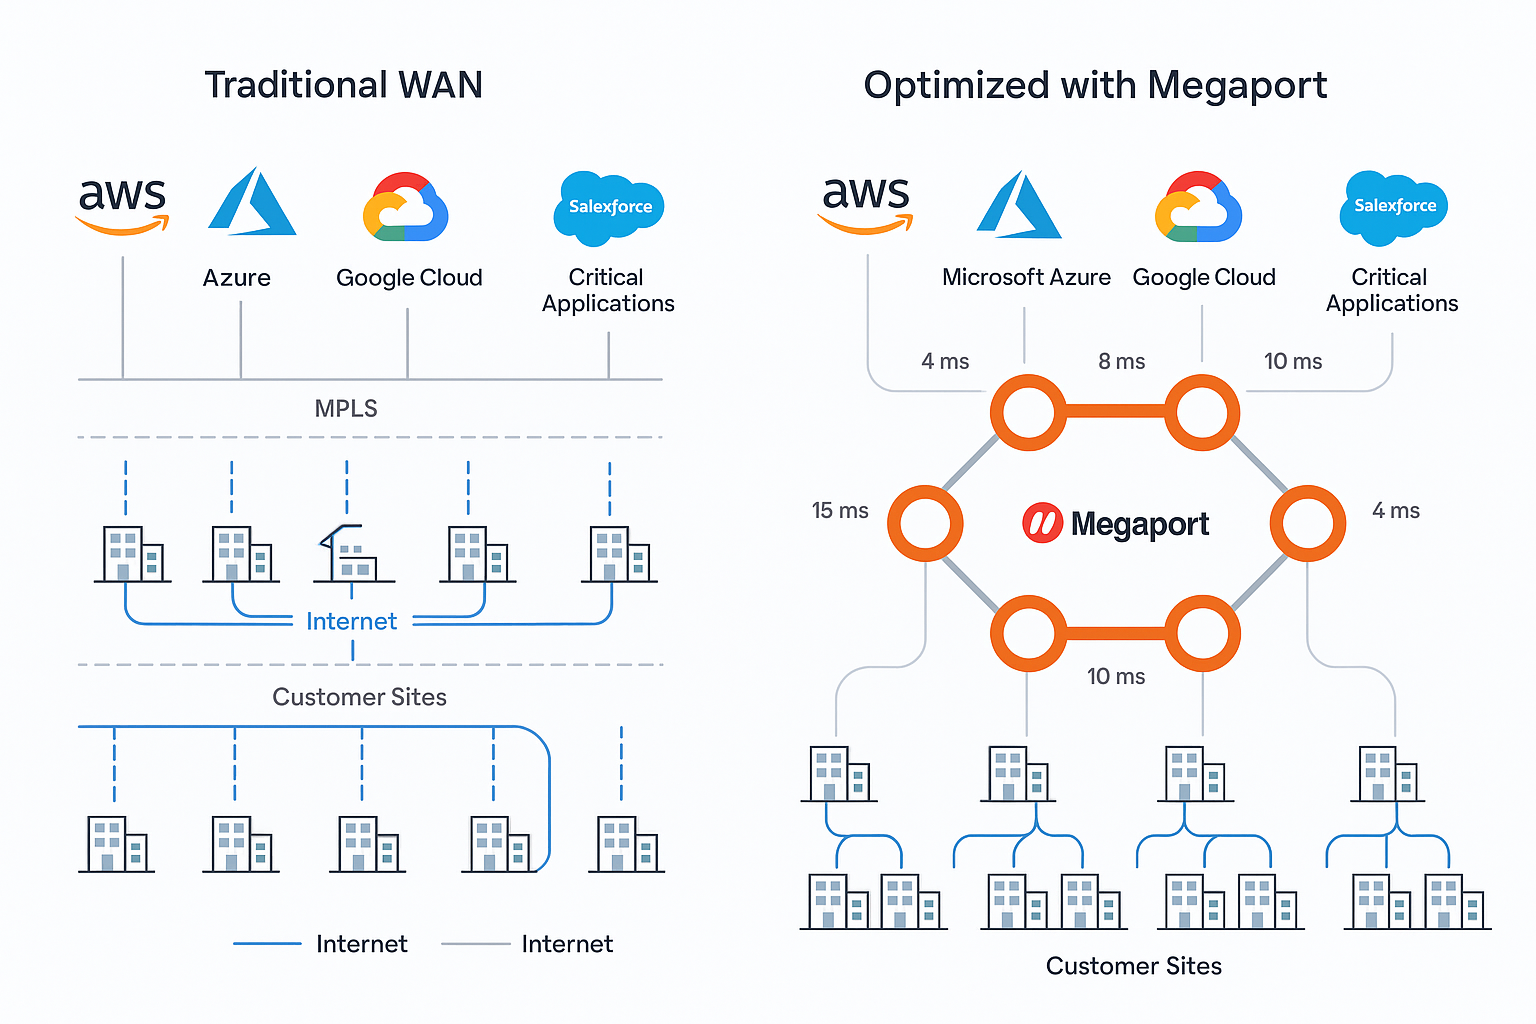 Traditional WAN
aws
Salesforce
Azure
Google Cloud
Critical
Applications
MPLS
Internet
Customer Sites
Internet
Internet
Optimized with Megaport
aws
Salesforce
Microsoft Azure
Google Cloud
Critical
Applications
4 ms
8 ms
10 ms
15 ms
Megaport
4 ms
10 ms
Customer Sites